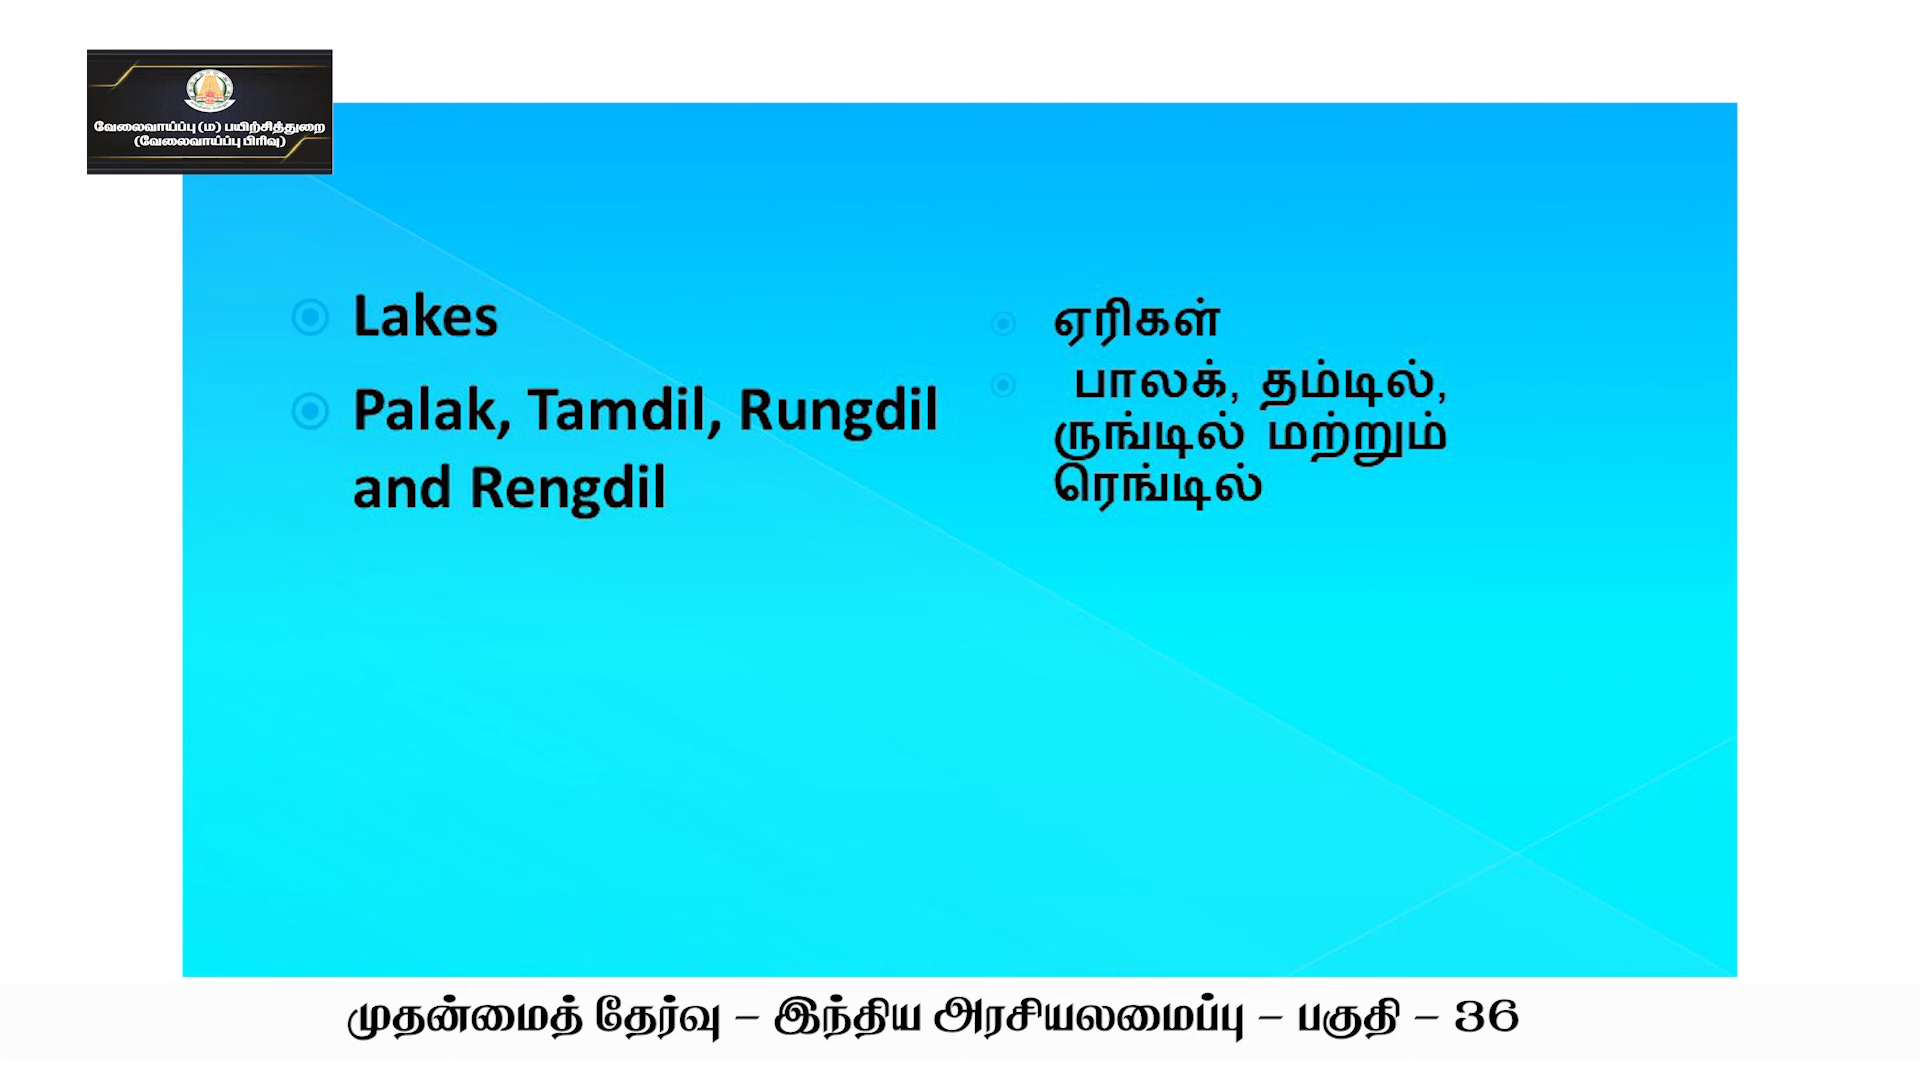 வேலைவாய்ப்பு (ம) பயிற்சித்துறை
(வேலைவாய்ப்பு பிரிவு)
Lakes
Palak, Tamdil, Rungdil
and Rengdil
ஏரிகள்
பாலக், தம்டில்,
ருங்டில் மற்றும்
ரெங்டில்
முதன்மைத் தேர்வு – இந்திய அரசியலமைப்பு – பகுதி – 36